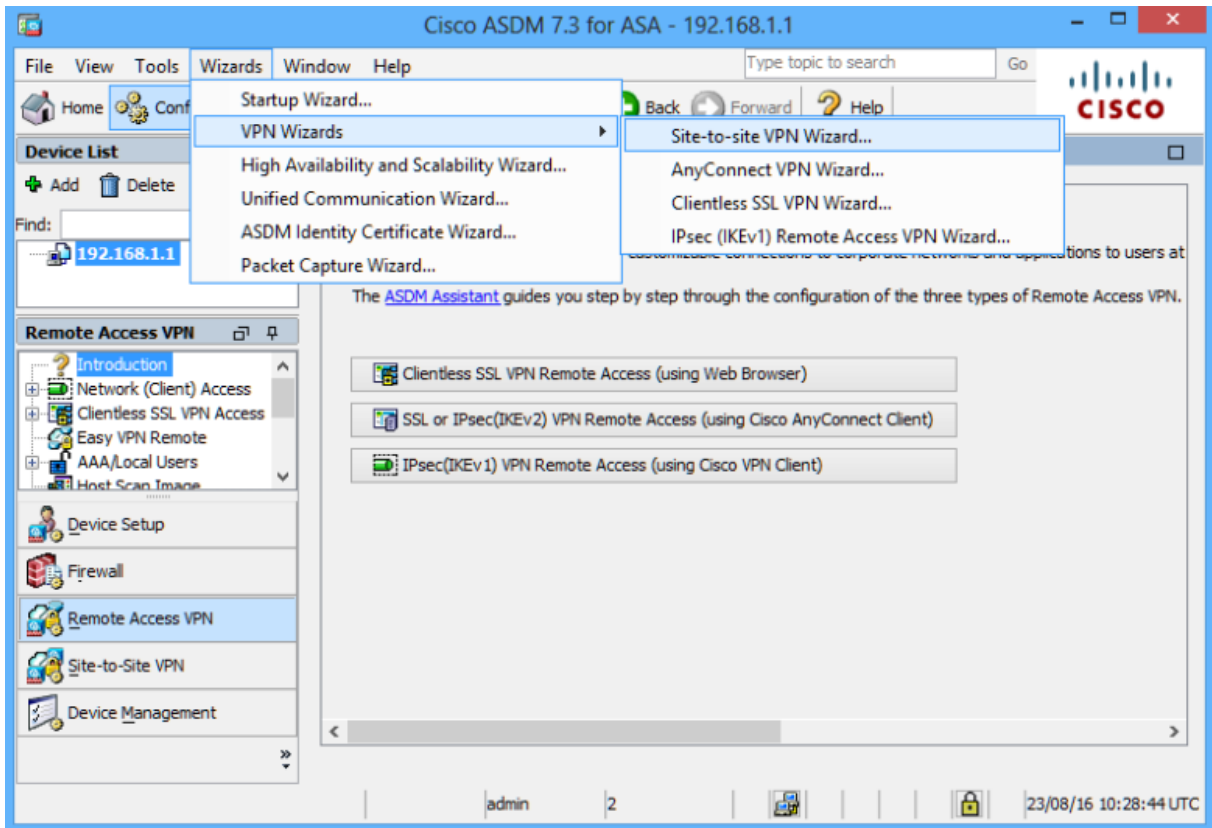 Cisco ASDM 7.3 for ASA - 192.168.1.1
File View Tools Wizards Window Help
Type topic to search
Go
CISCO
Home
Conf
Back
Forward
Help
Startup Wizard...
VPN Wizards
High Availability and Scalability Wizard...
Unified Communication Wizard...
ASDM Identity Certificate Wizard...
Packet Capture Wizard...
Site-to-site VPN Wizard...
AnyConnect VPN Wizard...
Clientless SSL VPN Wizard...
IPsec (IKEv1) Remote Access VPN Wizard...
Device List
Add Delete
Find:
192.168.1.1
to users at
The ASDM Assistant guides you step by step through the configuration of the three types of Remote Access VPN.
Remote Access VPN
Introduction
Network (Client) Access
Clientless SSL VPN Access
Easy VPN Remote
AAA/Local Users
Host Scan Image
Clientless SSL VPN Remote Access (using Web Browser)
SSL or IPsec(IKEv2) VPN Remote Access (using Cisco AnyConnect Client)
IPsec(IKEv1) VPN Remote Access (using Cisco VPN Client)
Device Setup
Firewall
Remote Access VPN
Site-to-Site VPN
Device Management
admin
2
23/08/16 10:28:44 UTC